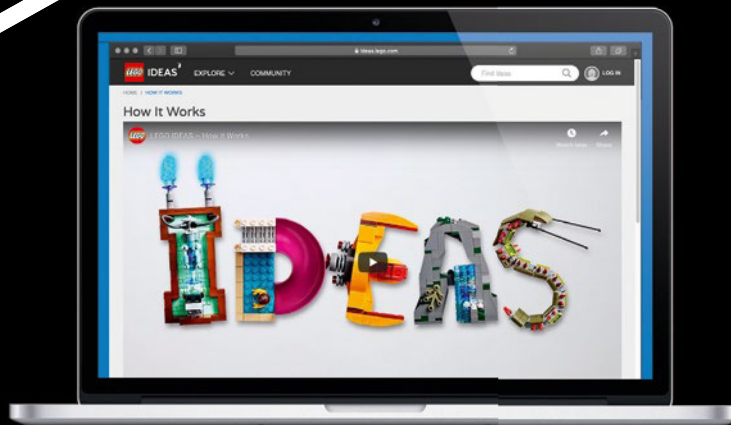 ideas.lego.com
LEGO IDEAS EXPLORE COMMUNITY Find Ideas LOG IN
HOME / HOW IT WORKS
How It Works
LEGO IDEAS – How It Works
Watch later Share
IDEAS